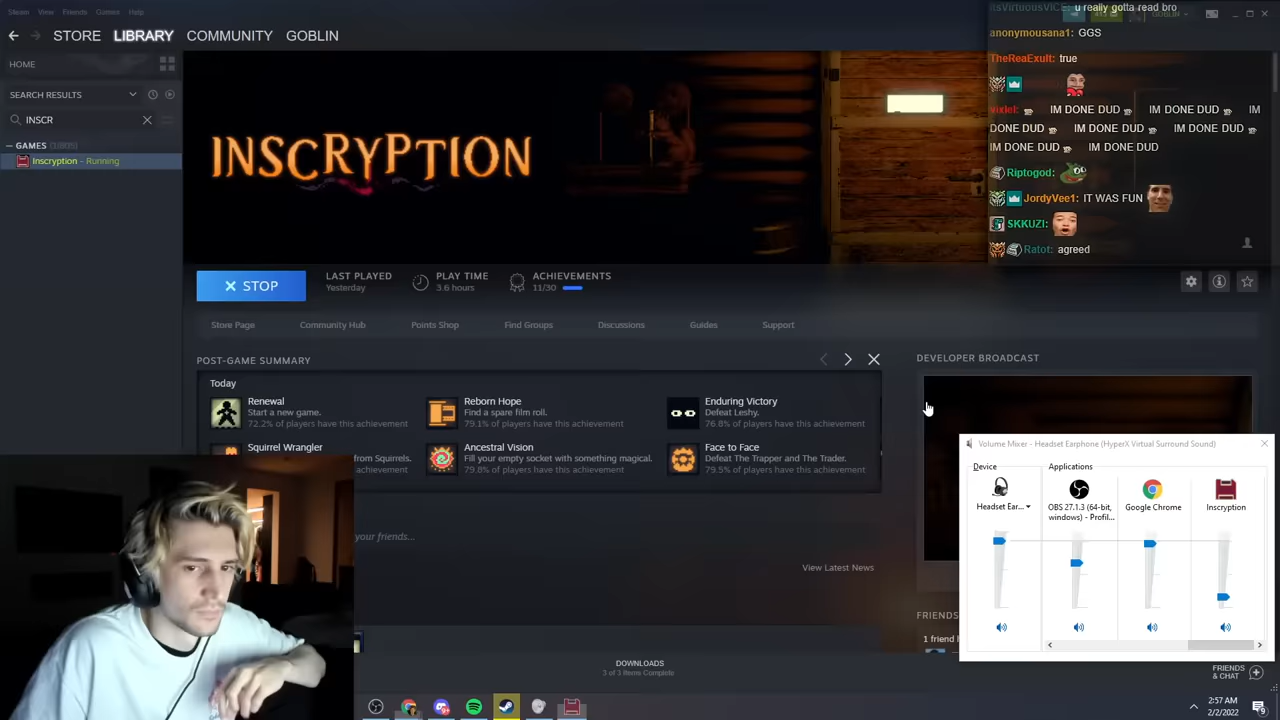 Steam View Friends Games Help
STORE LIBRARY COMMUNITY GOBLIN
HOME
SEARCH RESULTS
INSCR
GAMES
Inscryption - Running
INSCRYPTION
STOP
LAST PLAYED
Yesterday
PLAY TIME
3.6 hours
ACHIEVEMENTS
11/30
Store Page Community Hub Points Shop Find Groups Discussions Guides Support
POST-GAME SUMMARY
Today
Renewal
Start a new game.
72.2% of players have this achievement
Reborn Hope
Find a spare film roll.
79.1% of players have this achievement
Enduring Victory
Defeat Leshy.
76.8% of players have this achievement
Squirrel Wrangler
from Squirrels.
achievement
Ancestral Vision
Fill your empty socket with something magical.
79.8% of players have this achievement
Face to Face
Defeat The Trapper and The Trader.
79.5% of players have this achievement
your friends...
View Latest News
DEVELOPER BROADCAST
FRIENDS
1 friend
DOWNLOADS
3 of 3 Items Complete
FRIENDS
& CHAT
u really gotta read bro
anonymousana1: GGS
TheReaExult: true
IM DONE DUD IM DONE DUD IM
DONE DUD IM DONE DUD IM DONE DUD
IM DONE DUD IM DONE DUD
Riptogod:
JordyVee1: IT WAS FUN
SKKUZI:
Ratot: agreed
Volume Mixer - Headset Earphone (HyperX Virtual Surround Sound)
Device
Applications
Headset Ear...
OBS 27.1.3 (64-bit,
windows) - Profil...
Google Chrome
Inscryption
2:57 AM
2/2/2022